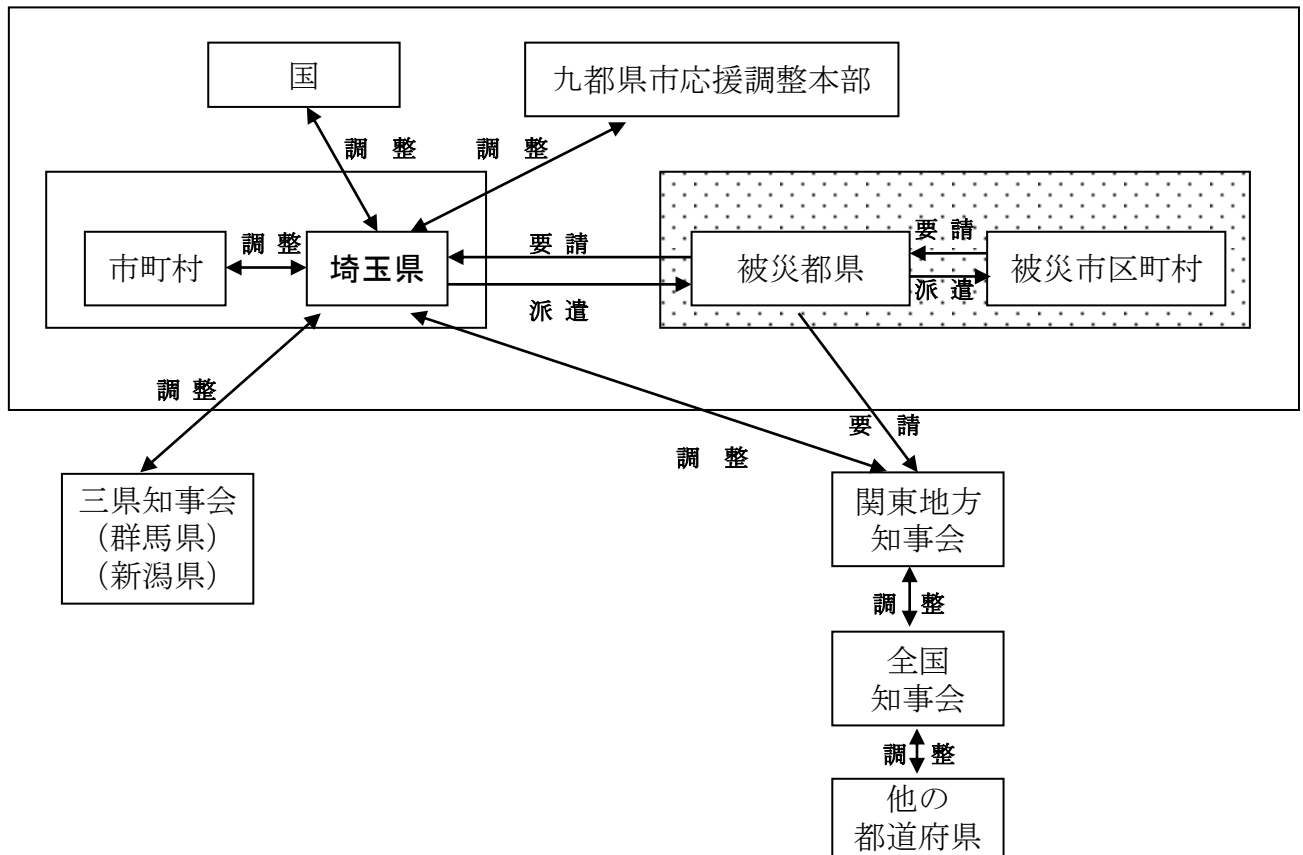 国
九都県市応援調整本部
調 整
調 整
市町村
調 整
埼玉県
要 請
派 遣
被災都県
要 請
派 遣
被災市区町村
調 整
調 整
要 請
三県知事会
(群馬県)
(新潟県)
関東地方
知事会
調 整
全国
知事会
調 整
他の
都道府県